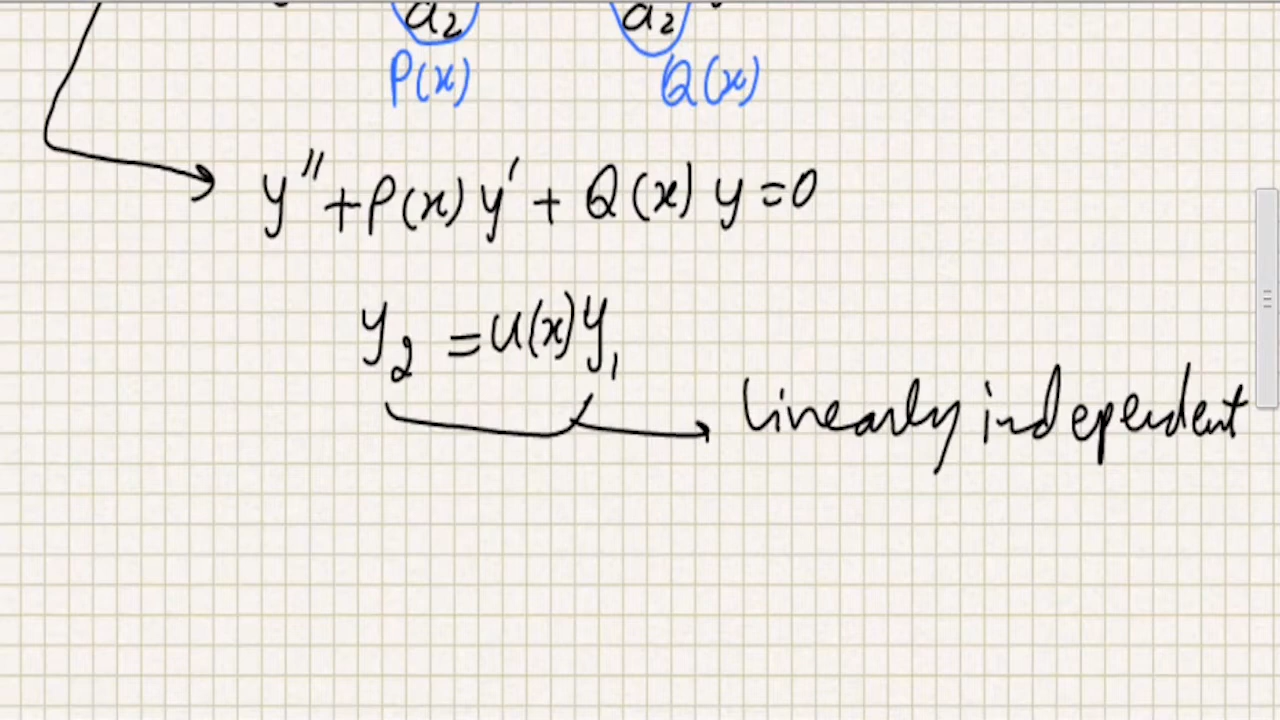 a₂ a₂
P(x) Q(x)
y'' + P(x) y' + Q(x) y = 0
y₂ = u(x) y₁
linearly independent